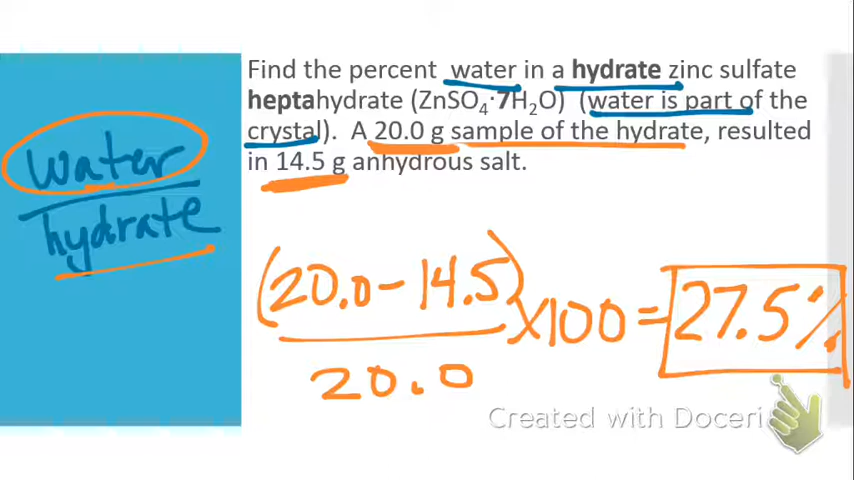 Find the percent water in a hydrate zinc sulfate
heptahydrate (ZnSO₄·7H₂O) (water is part of the
crystal). A 20.0 g sample of the hydrate, resulted
in 14.5 g anhydrous salt.
water
hydrate
(20.0-14.5)
20.0
×100=27.5%
Created with Doceri